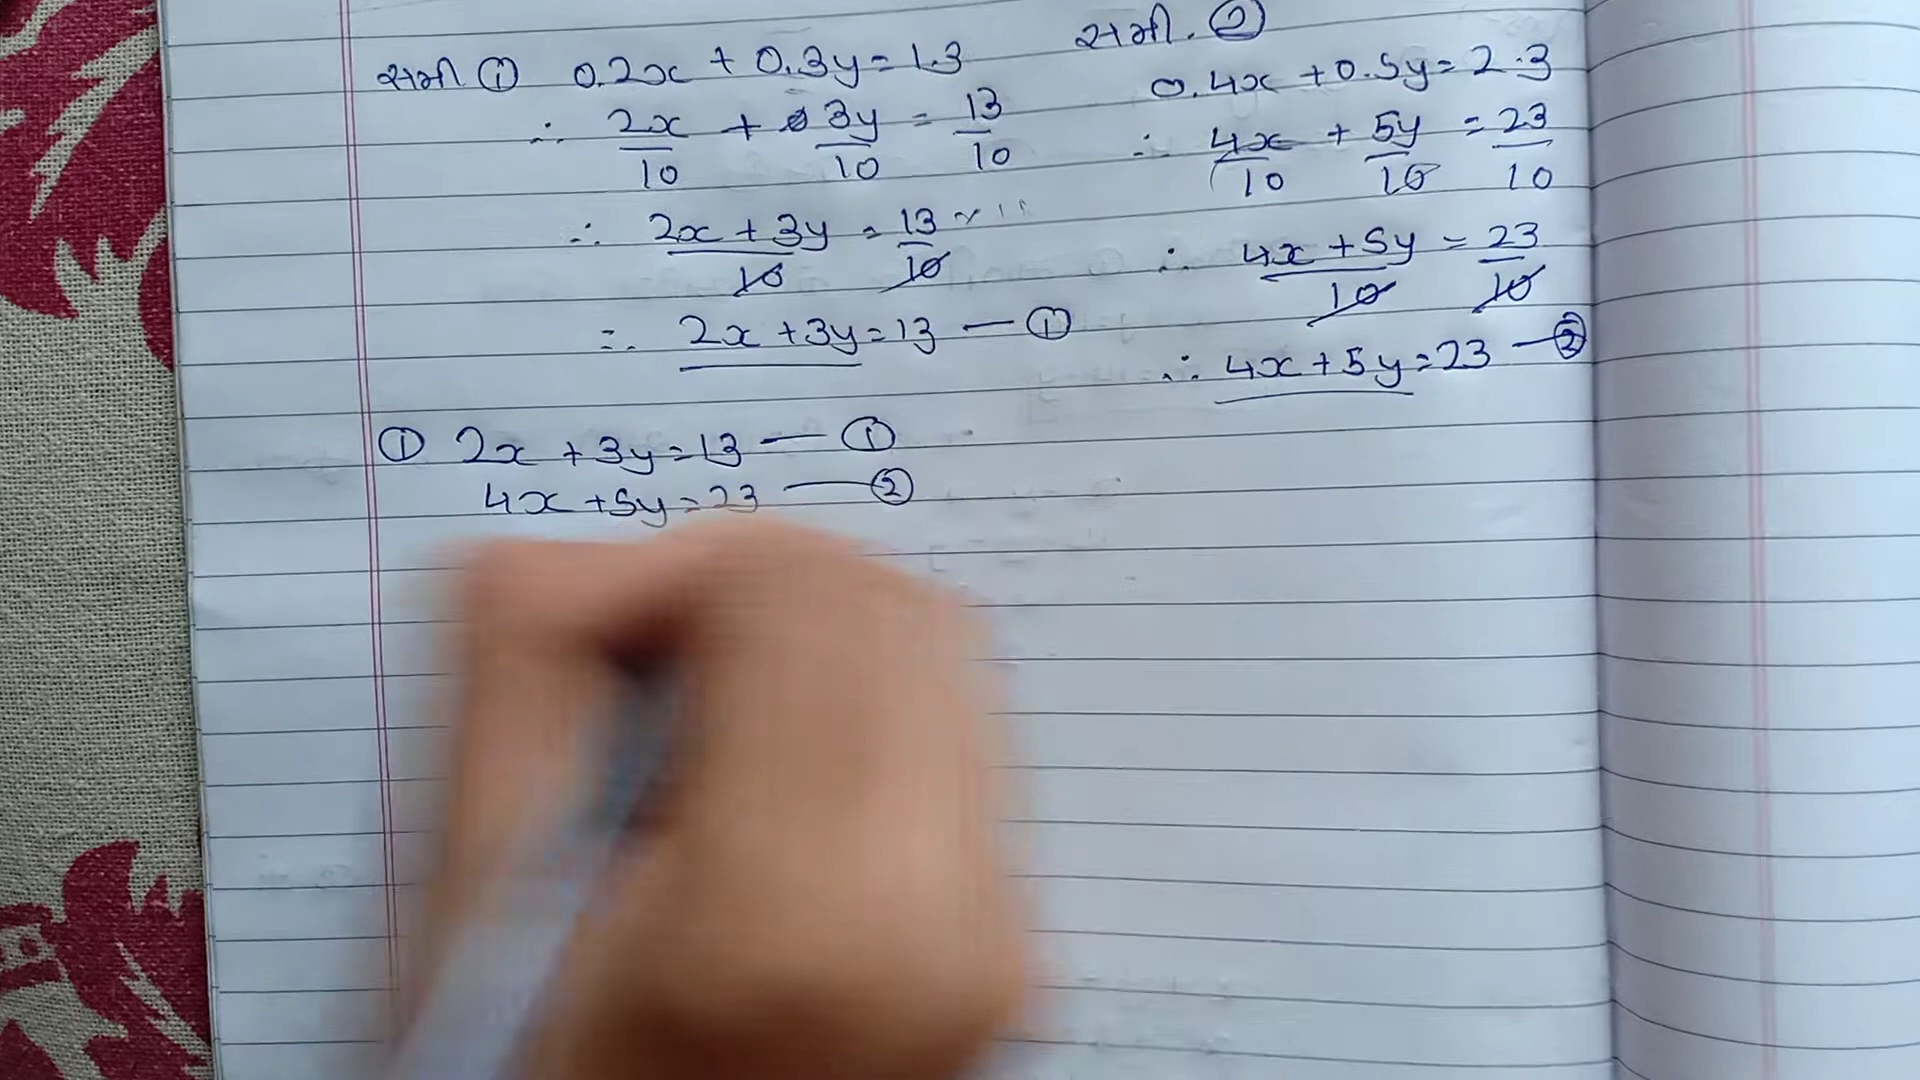 સમી. ① 0.2x + 0.3y = 1.3
∴ 2x/10 + 3y/10 = 13/10
∴ 2x + 3y/10 = 13/10
∴ 2x + 3y = 13 — ①
સમી. ②
0.4x + 0.5y = 2.3
∴ 4x/10 + 5y/10 = 23/10
∴ 4x + 5y/10 = 23/10
∴ 4x + 5y = 23 — ②
① 2x + 3y = 13 — ①
4x + 5y = 23 — ②